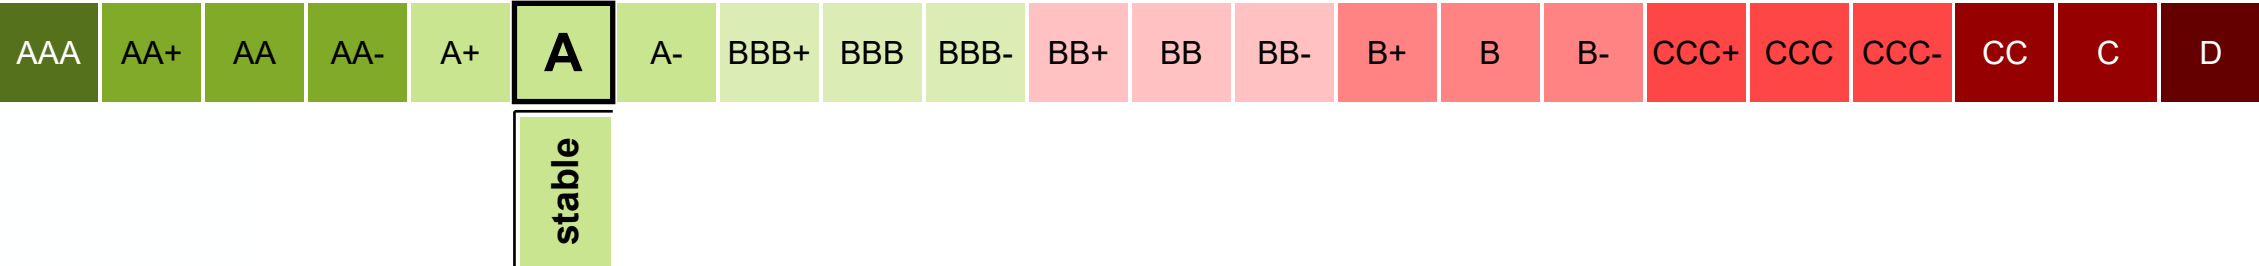 AAA AA+ AA AA- A+ A A- BBB+ BBB BBB- BB+ BB BB- B+ B B- CCC+ CCC CCC- CC C D
stable